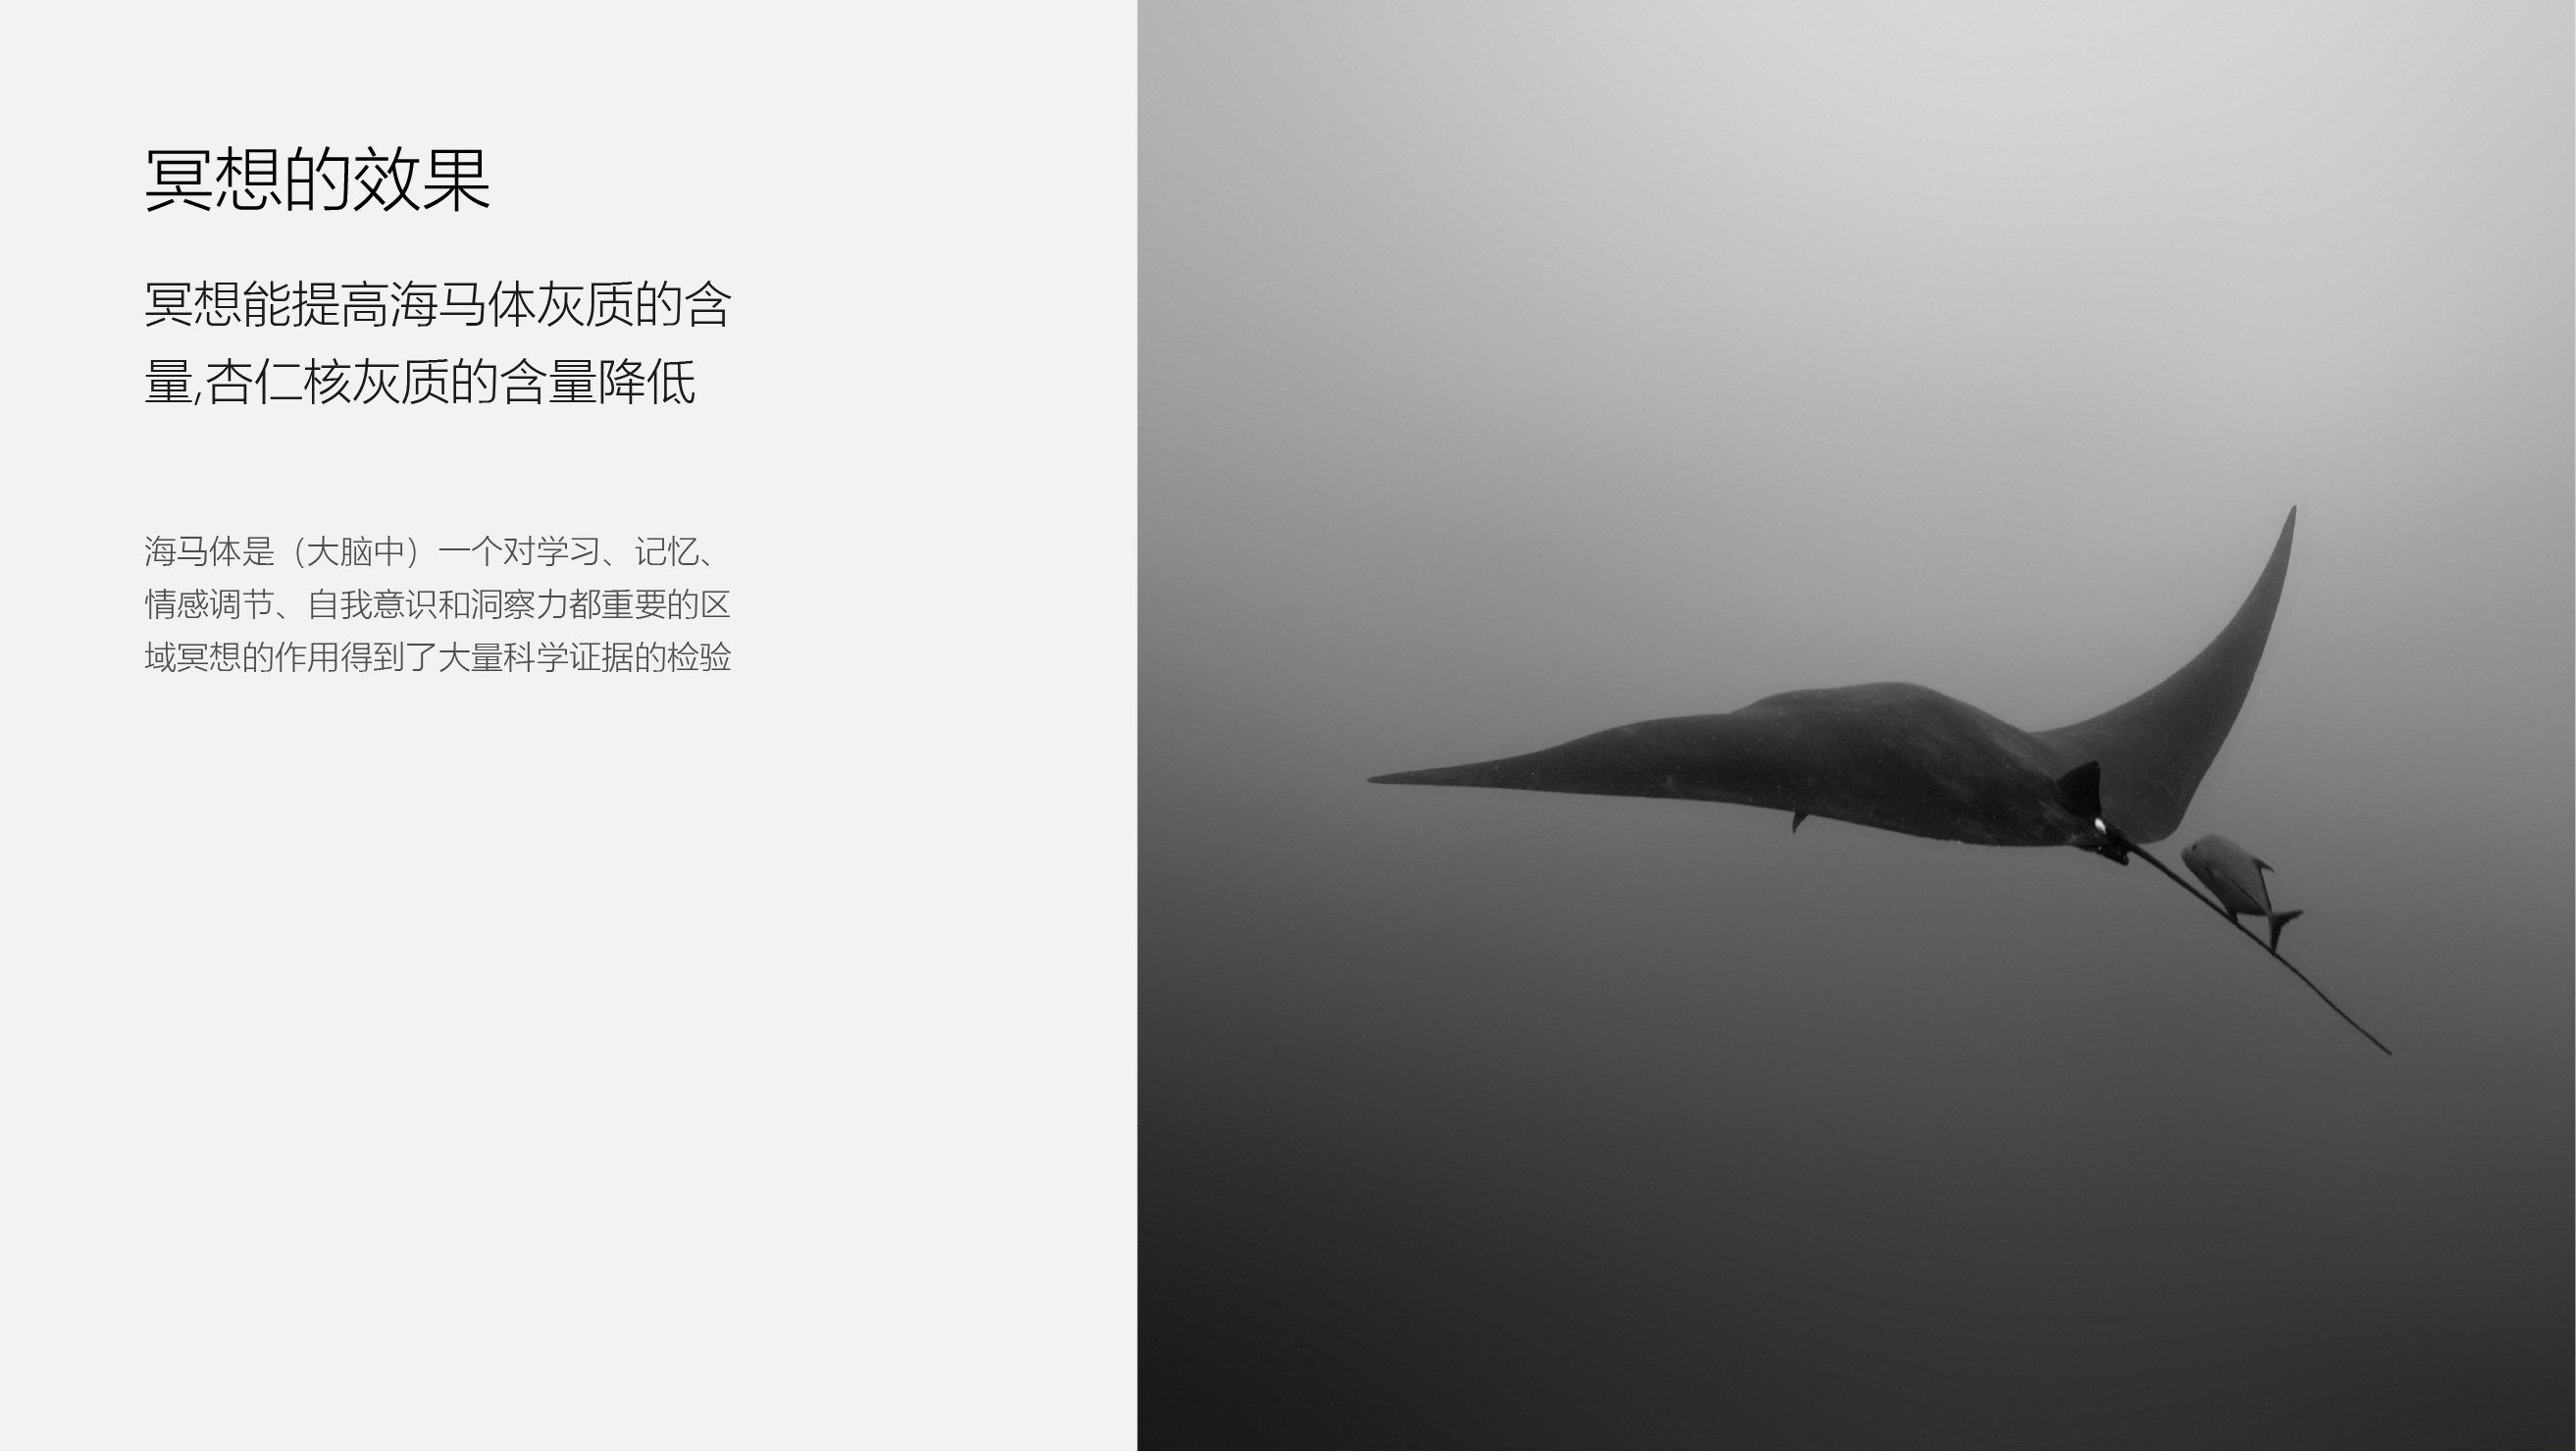 冥想的效果
冥想能提高海马体灰质的含
量,杏仁核灰质的含量降低
海马体是（大脑中）一个对学习、记忆、
情感调节、自我意识和洞察力都重要的区
域冥想的作用得到了大量科学证据的检验